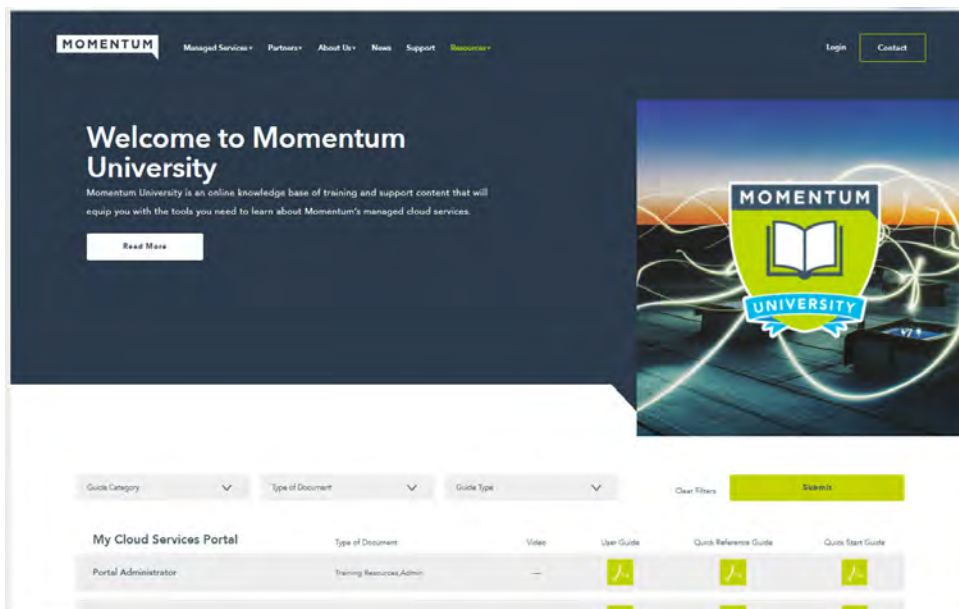 MOMENTUM
Managed Services Partners About Us News Support Resources Login Contact
Welcome to Momentum
University
Momentum University is an online knowledge base of training and support content that will
equip you with the tools you need to learn about Momentum's managed cloud services.
Read More
MOMENTUM
UNIVERSITY
Guide Category Type of Document Guide Type Clear Filters Submit
My Cloud Services Portal Type of Document Video User Guide Quick Reference Guide Quick Start Guide
Portal Administrator Training Resources,Admin —